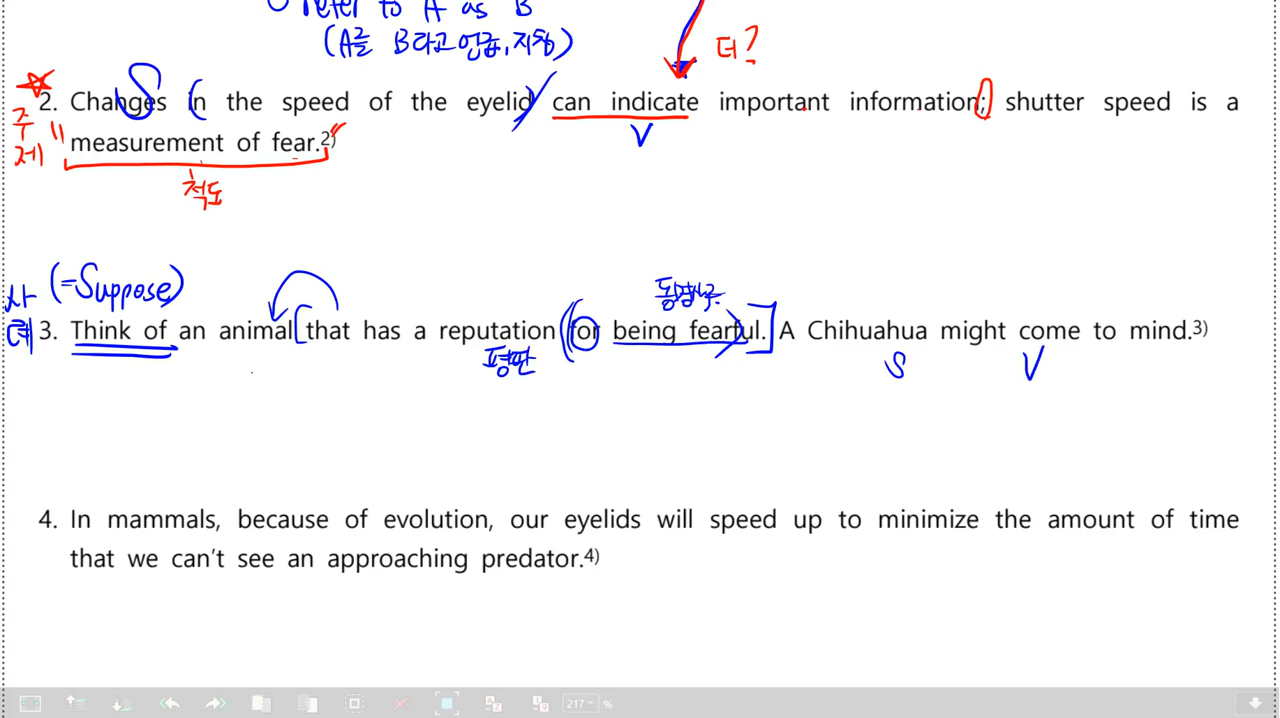 refer to A as B
(A를 B라고 언급, 지칭)
더?
S
2. Changes in the speed of the eyelid can indicate important information; shutter speed is a
주제
V
"measurement of fear.2)"
척도
(=Suppose)
동명사구
사례
3. Think of an animal [that has a reputation (for being fearful.] A Chihuahua might come to mind.3)
평판
S
V
4. In mammals, because of evolution, our eyelids will speed up to minimize the amount of time
that we can't see an approaching predator.4)
217
%